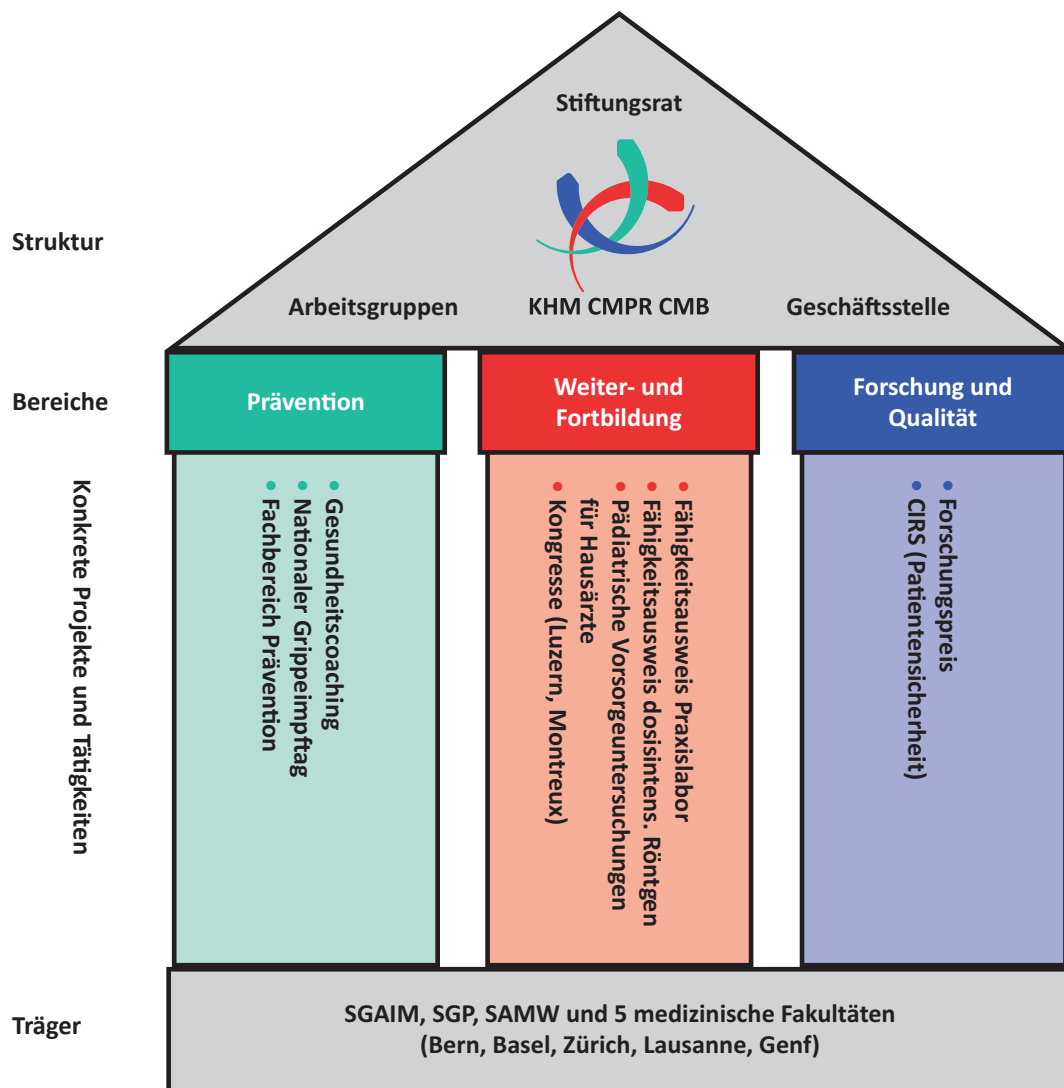 Stiftungsrat
Struktur
Arbeitsgruppen
KHM CMPR CMB
Geschäftsstelle
Bereiche
Prävention
Weiter- und
Fortbildung
Forschung und
Qualität
Konkrete Projekte und Tätigkeiten
• Gesundheitscoaching
• Nationaler Grippeimpftag
• Fachbereich Prävention
• Fähigkeitsausweis Praxislabor
• Fähigkeitsausweis dosisintens. Röntgen
• Pädiatrische Vorsorgeuntersuchungen
für Hausärzte
• Kongresse (Luzern, Montreux)
• Forschungspreis
• CIRS (Patientensicherheit)
Träger
SGAIM, SGP, SAMW und 5 medizinische Fakultäten
(Bern, Basel, Zürich, Lausanne, Genf)